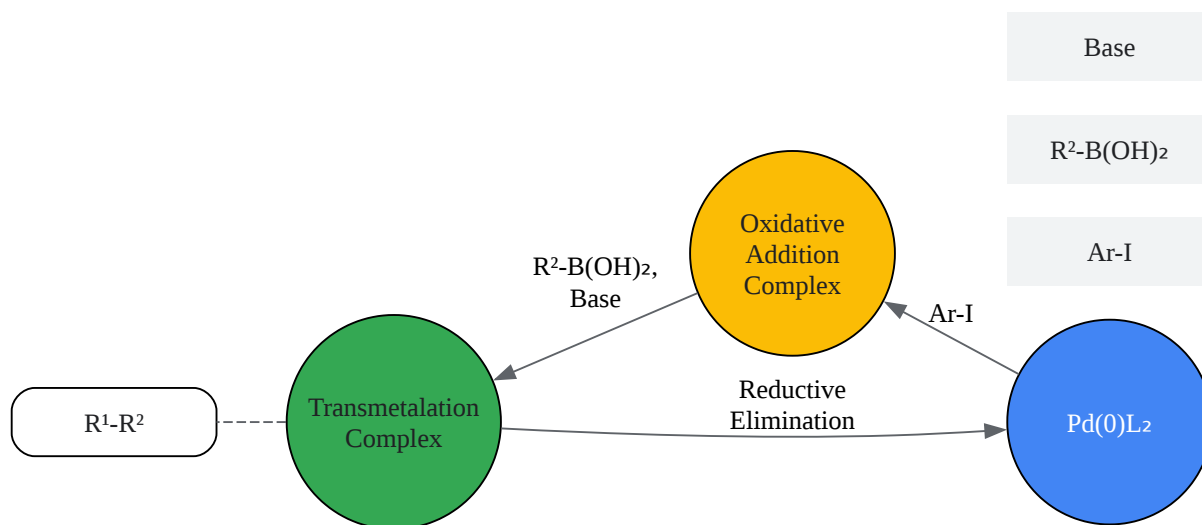 Base
R²-B(OH)₂
Ar-I
Oxidative
Addition
Complex
R²-B(OH)₂,
Base
Ar-I
Reductive
Elimination
R¹-R²
Transmetalation
Complex
Pd(0)L₂